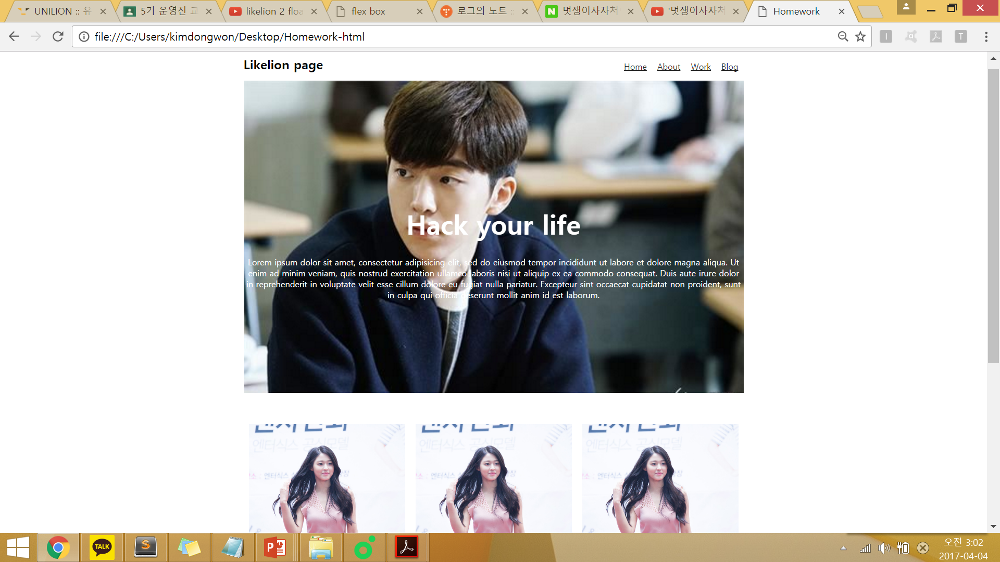 UNILION :: 유
5기 운영진 교
likelion 2 floa
flex box
로그의 노트 ::
멋쟁이사자처
'멋쟁이사자처
Homework
file:///C:/Users/kimdongwon/Desktop/Homework-html
Likelion page
Home About Work Blog
Hack your life
Lorem ipsum dolor sit amet, consectetur adipisicing elit, sed do eiusmod tempor incididunt ut labore et dolore magna aliqua. Ut
enim ad minim veniam, quis nostrud exercitation ullamco laboris nisi ut aliquip ex ea commodo consequat. Duis aute irure dolor
in reprehenderit in voluptate velit esse cillum dolore eu fugiat nulla pariatur. Excepteur sint occaecat cupidatat non proident, sunt
in culpa qui officia deserunt mollit anim id est laborum.
엔터식스 공식모델
엔터식스 공식모델
엔터식스 공식모델
TALK
오전 3:02
2017-04-04